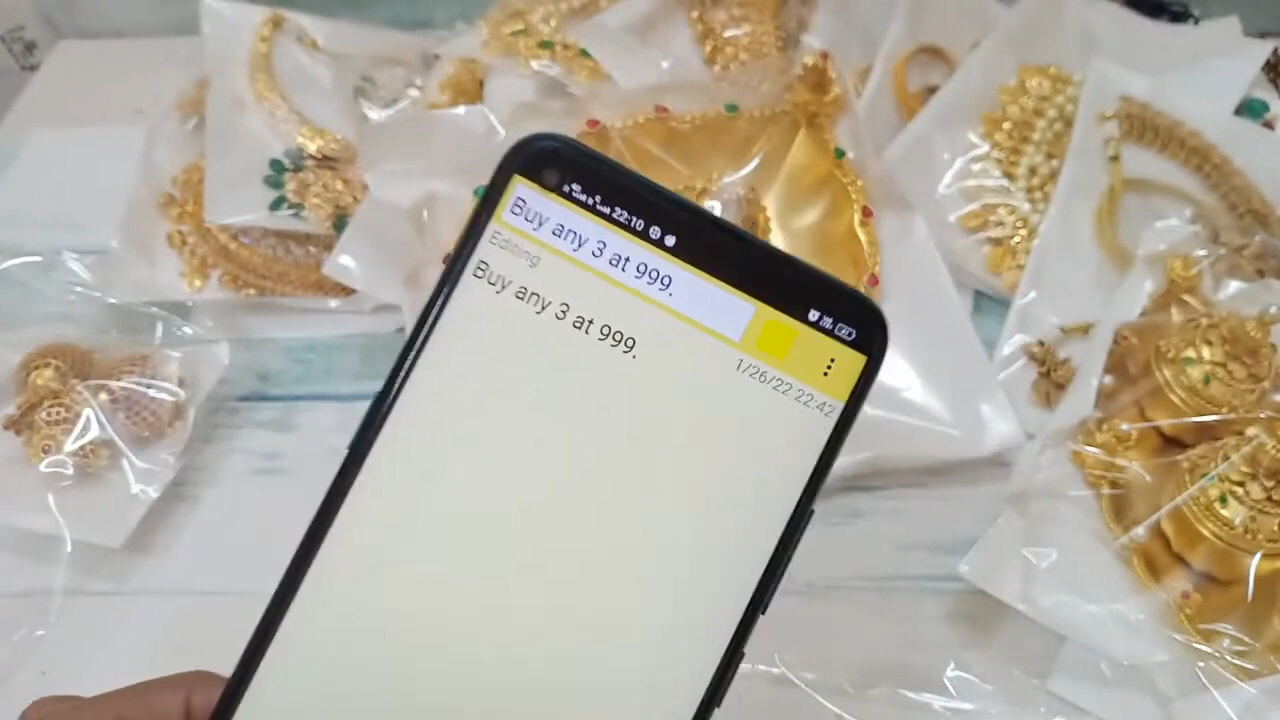 22:10
Buy any 3 at 999.
Editing
Buy any 3 at 999.
1/26/22 22:42